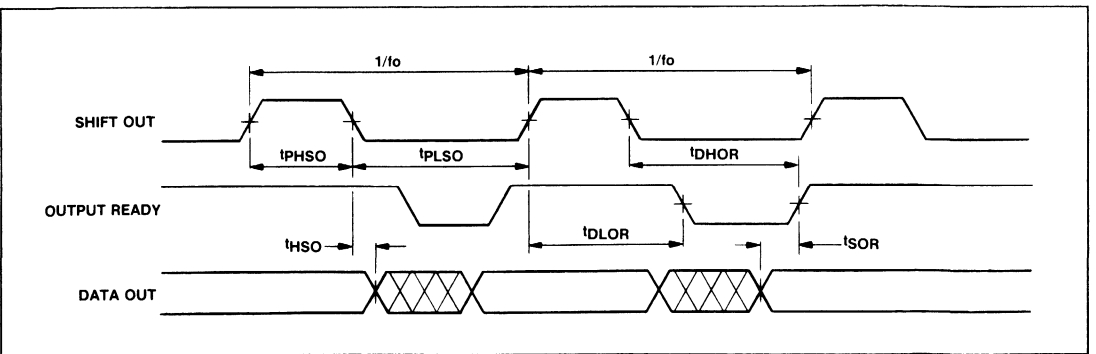 1/fo 1/fo
SHIFT OUT
tPHSO tPLSO tDHOR
OUTPUT READY
tHSO tDLOR tSOR
DATA OUT